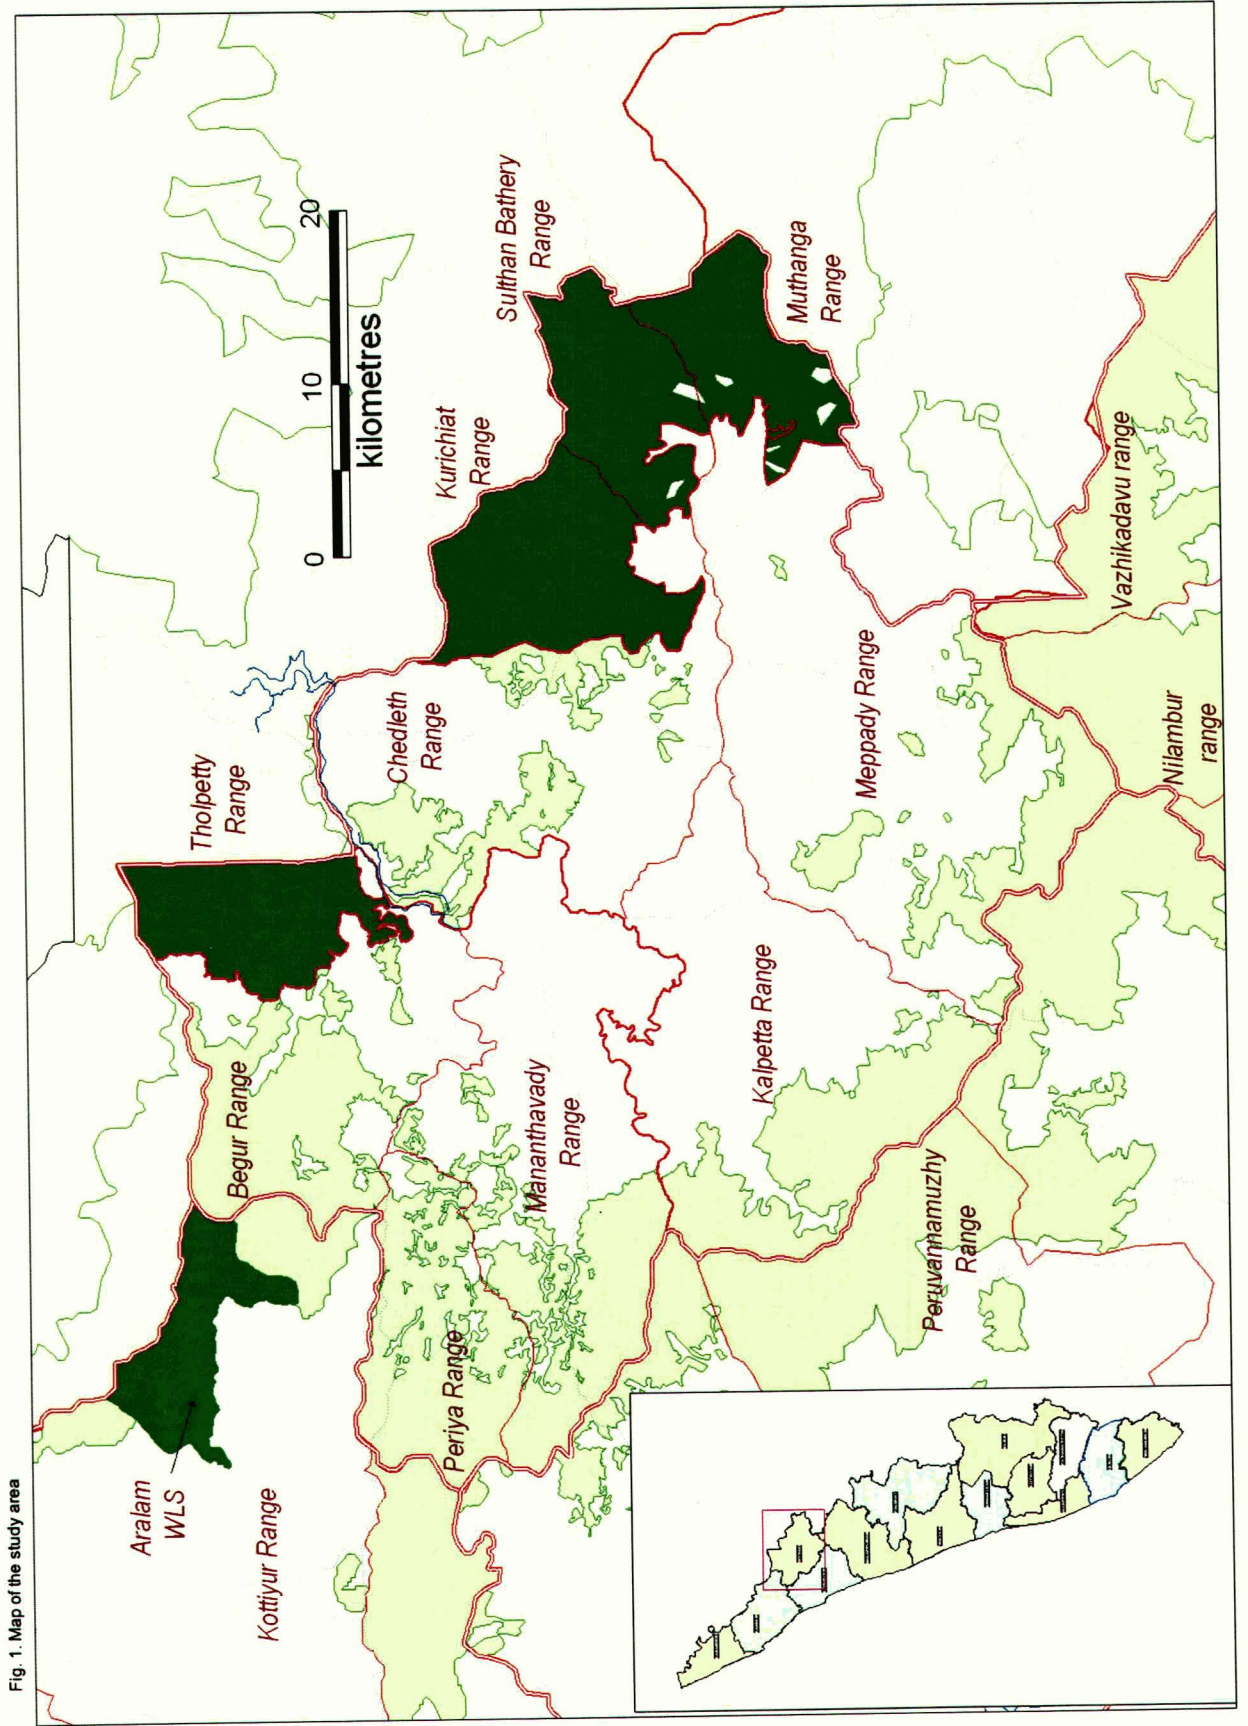 Fig. 1. Map of the study area
Aralam
WLS
Kottiyur Range
Begur Range
Tholpetty
Range
Periya Range
Mananthavady
Range
Chedleth
Range
Kurichiat
Range
Sulthan Bathery
Range
Muthanga
Range
0 10 20
kilometres
Kalpetta Range
Meppady Range
Peruvannamuzhy
Range
Nilambur
range
Vazhikadavu range